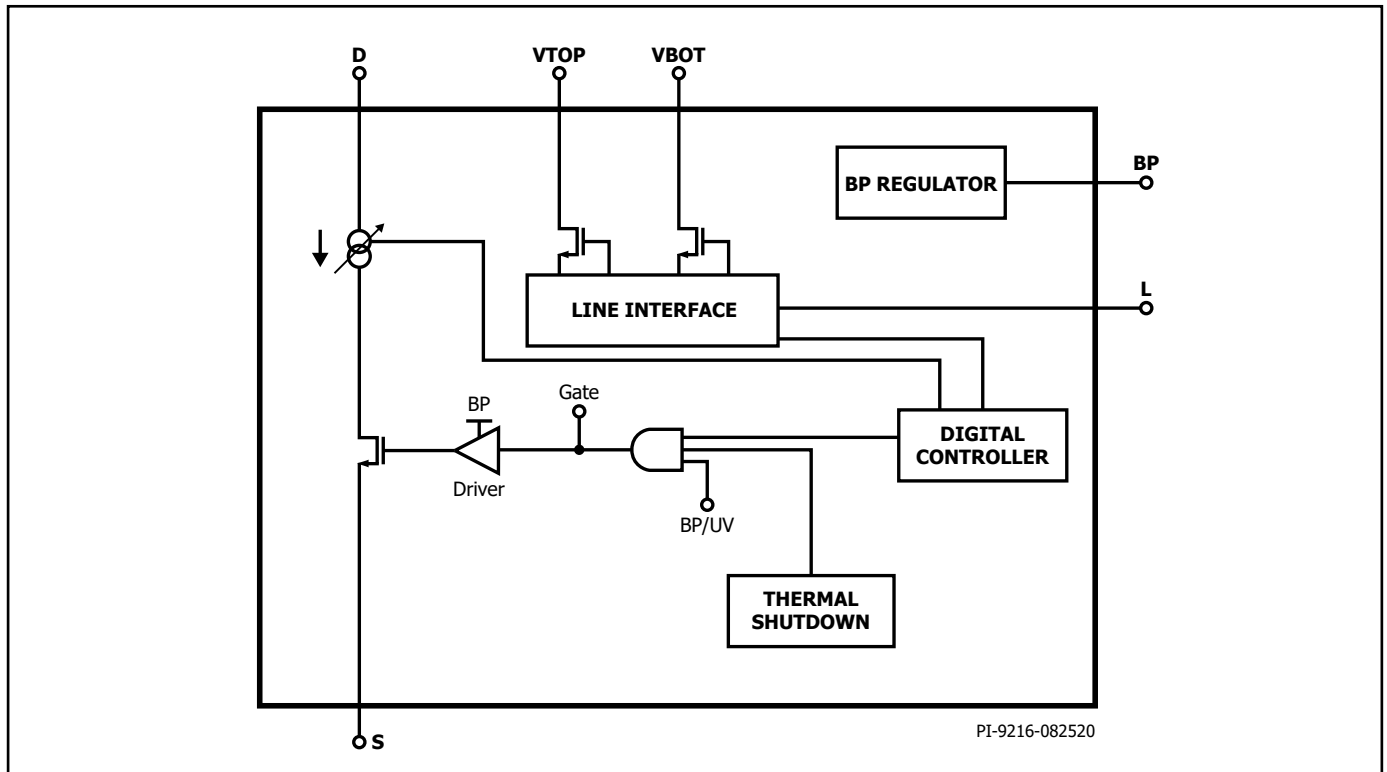 D
VTOP
VBOT
BP REGULATOR
BP
LINE INTERFACE
L
Gate
BP
DIGITAL
CONTROLLER
Driver
BP/UV
THERMAL
SHUTDOWN
PI-9216-082520
S